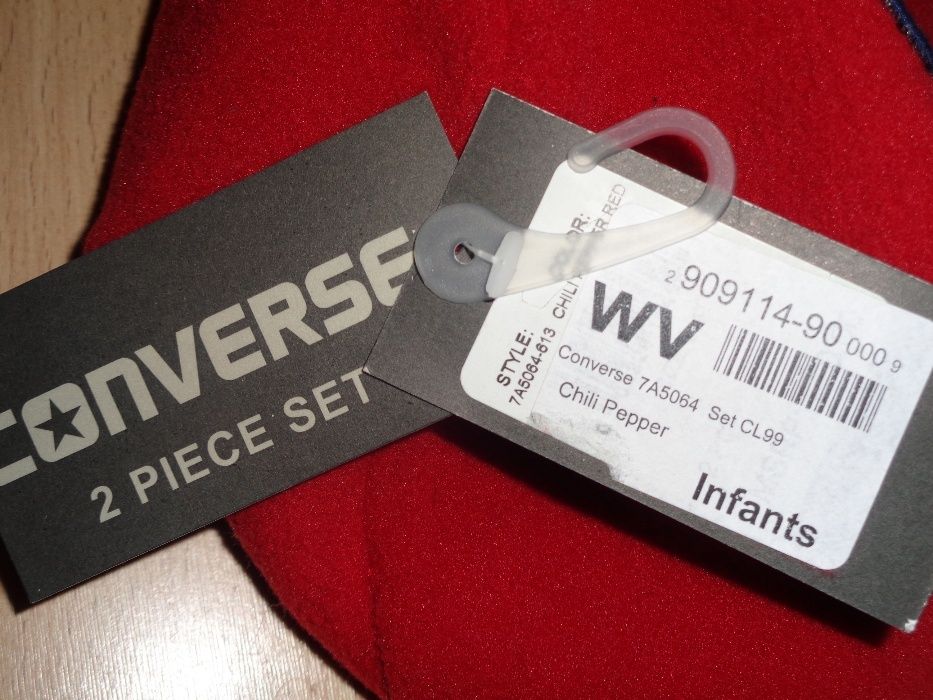 CONVERSE
2 PIECE SET
STYLE:
7A5064-613
CHILI
RED
2 909114-90 000 9
WV
Converse 7A5064 Set CL99
Chili Pepper
Infants